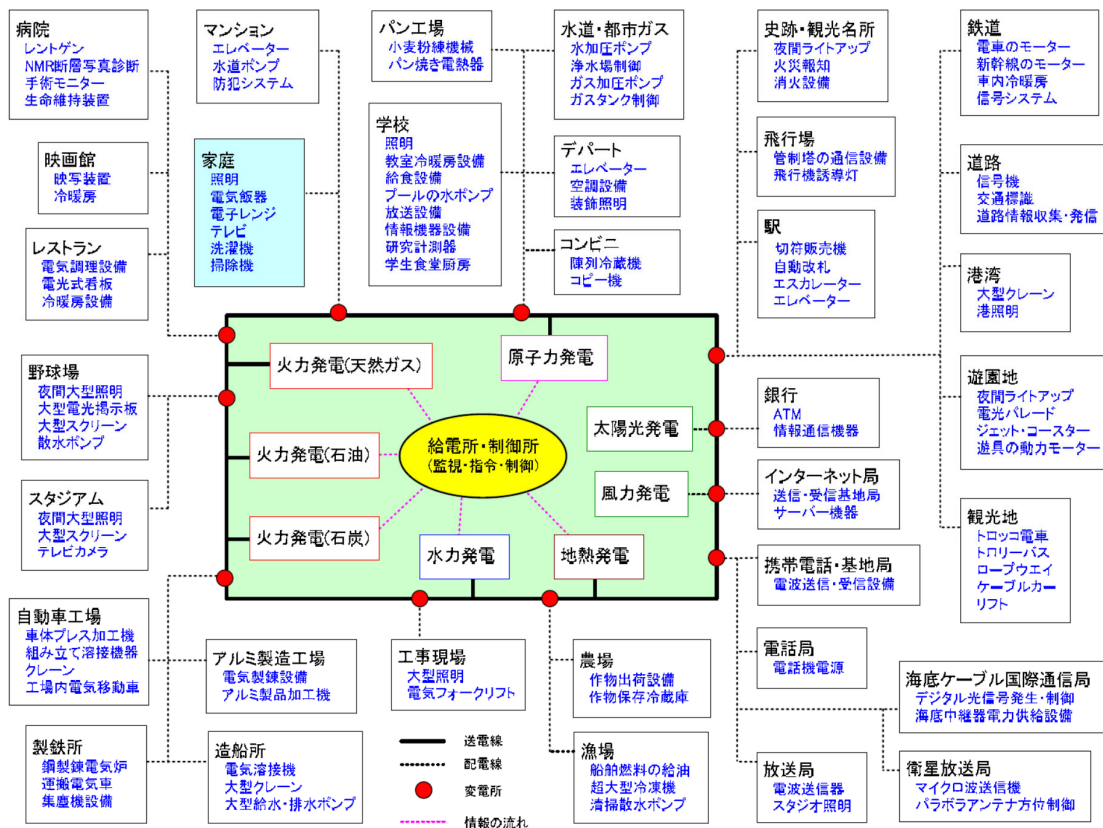 病院
レントゲン
NMR断層写真診断
手術モニター
生命維持装置
マンション
エレベーター
水道ポンプ
防犯システム
パン工場
小麦粉練機械
パン焼き電熱器
水道・都市ガス
水加圧ポンプ
浄水場制御
ガス加圧ポンプ
ガスタンク制御
史跡・観光名所
夜間ライトアップ
火災報知
消火設備
鉄道
電車のモーター
新幹線のモーター
車内冷暖房
信号システム
映画館
映写装置
冷暖房
家庭
照明
電気飯器
電子レンジ
テレビ
洗濯機
掃除機
学校
照明
教室冷暖房設備
給食設備
プールの水ポンプ
放送設備
情報機器設備
研究計測器
学生食堂厨房
デパート
エレベーター
空調設備
装飾照明
飛行場
管制塔の通信設備
飛行機誘導灯
道路
信号機
交通標識
道路情報収集・発信
レストラン
電気調理設備
電光式看板
冷暖房設備
コンビニ
陳列冷蔵機
コピー機
駅
切符販売機
自動改札
エスカレーター
エレベーター
港湾
大型クレーン
港照明
野球場
夜間大型照明
大型電光掲示板
大型スクリーン
散水ポンプ
火力発電(天然ガス)
原子力発電
火力発電(石油)
給電所・制御所
(監視・指令・制御)
太陽光発電
風力発電
火力発電(石炭)
水力発電
地熱発電
銀行
ATM
情報通信機器
遊園地
夜間ライトアップ
電光パレード
ジェット・コースター
遊具の動力モーター
スタジアム
夜間大型照明
大型スクリーン
テレビカメラ
インターネット局
送信・受信基地局
サーバー機器
観光地
トロッコ電車
トロリーバス
ロープウエイ
ケーブルカー
リフト
携帯電話・基地局
電波送信・受信設備
自動車工場
車体プレス加工機
組み立て溶接機器
クレーン
工場内電気移動車
アルミ製造工場
電気製錬設備
アルミ製品加工機
工事現場
大型照明
電気フォークリフト
農場
作物出荷設備
作物保存冷蔵庫
電話局
電話機電源
海底ケーブル国際通信局
デジタル光信号発生・制御
海底中継器電力供給設備
製鉄所
鋼製錬電気炉
運搬電気車
集塵機設備
造船所
電気溶接機
大型クレーン
大型給水・排水ポンプ
送電線
配電線
変電所
情報の流れ
漁場
船舶燃料の給油
超大型冷凍機
清掃散水ポンプ
放送局
電波送信器
スタジオ照明
衛星放送局
マイクロ波送信機
パラボラアンテナ方位制御